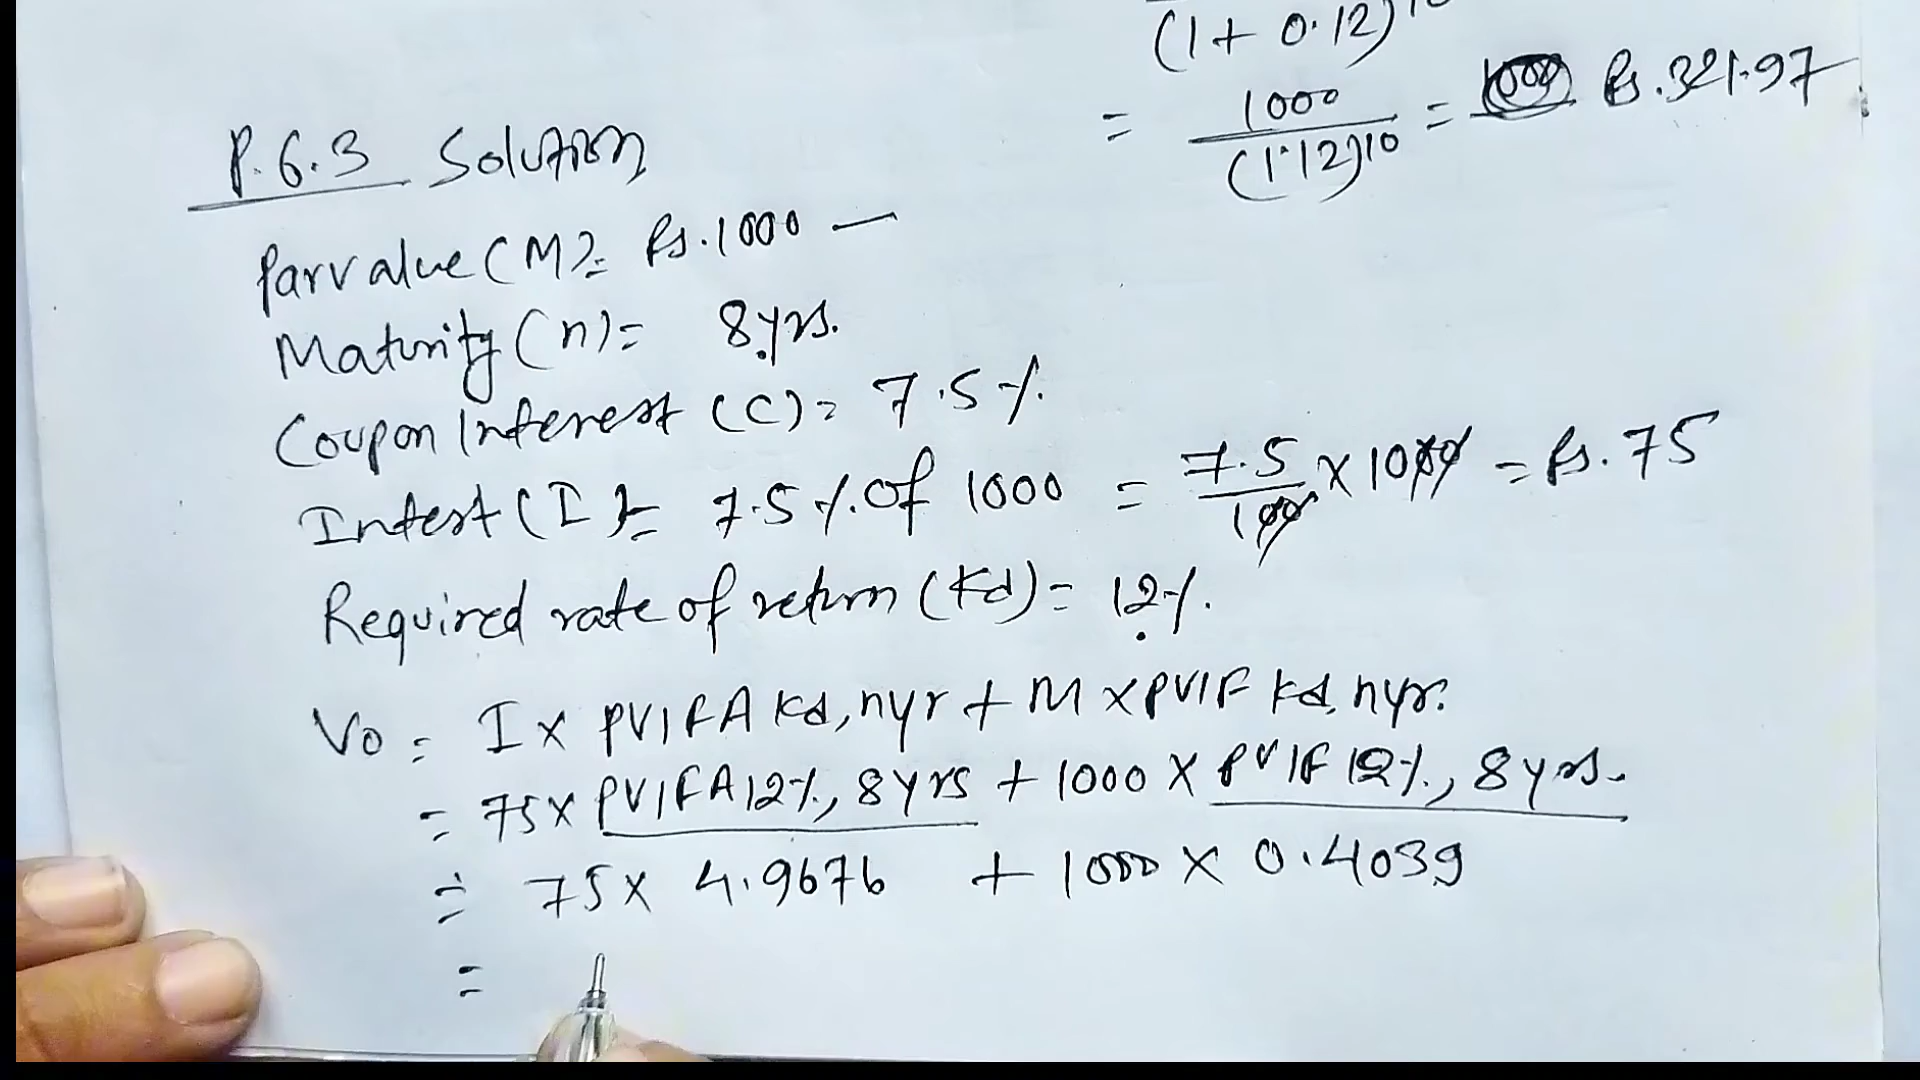 (1 + 0.12)10
= 1000 / (1.12)10 = Rs.321.97
P.6.3 Solution
Parvalue (M) = Rs.1000 —
Maturity (n) = 8yrs.
Coupon Interest (C) = 7.5%
Interst (I) = 7.5% of 1000 = 7.5/100 × 1000 = Rs.75
Required rate of return (Kd) = 12%.
Vo = I × PVIFA Kd, nyr + M × PVIF Kd, nyr.
= 75 × PVIFA12%, 8yrs + 1000 × PVIF 12%, 8yrs.
= 75 × 4.9676 + 1000 × 0.4039
=